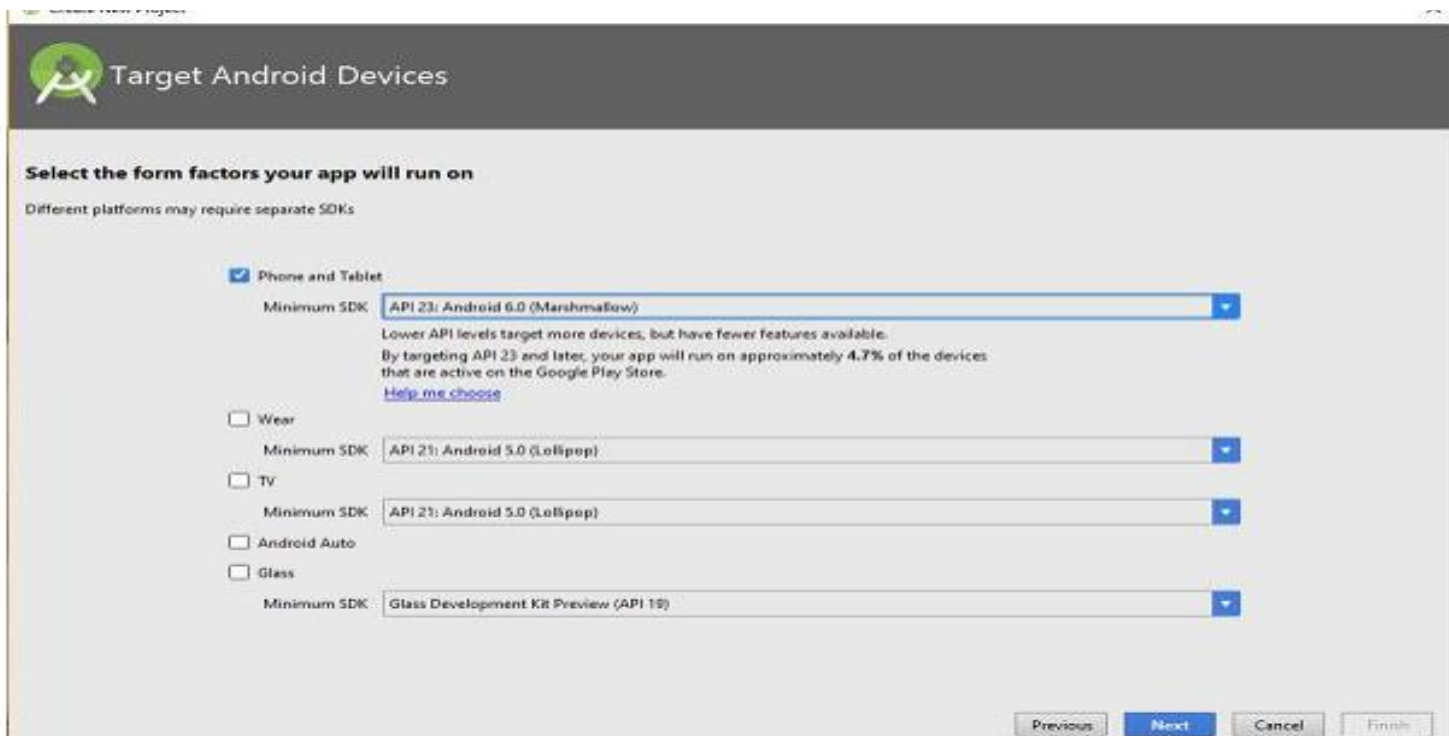 Create New Project
Target Android Devices
Select the form factors your app will run on
Different platforms may require separate SDKs
Phone and Tablet
Minimum SDK API 23: Android 6.0 (Marshmallow)
Lower API levels target more devices, but have fewer features available.
By targeting API 23 and later, your app will run on approximately 4.7% of the devices
that are active on the Google Play Store.
Help me choose
Wear
Minimum SDK API 21: Android 5.0 (Lollipop)
TV
Minimum SDK API 21: Android 5.0 (Lollipop)
Android Auto
Glass
Minimum SDK Glass Development Kit Preview (API 19)
Previous Next Cancel Finish